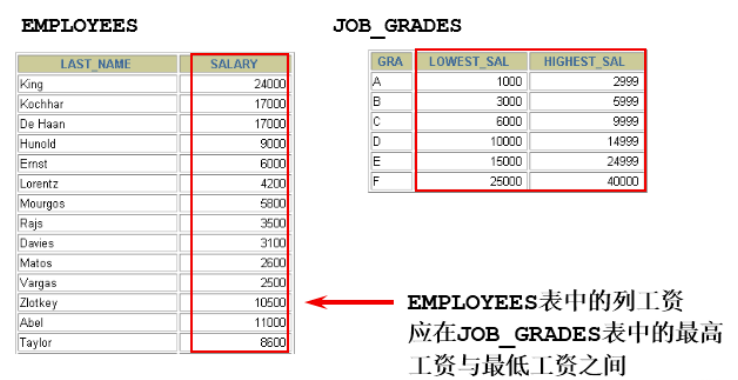 EMPLOYEES
LAST_NAME SALARY
King 24000
Kochhar 17000
De Haan 17000
Hunold 9000
Ernst 6000
Lorentz 4200
Mourgos 5800
Rajs 3500
Davies 3100
Matos 2600
Vargas 2500
Zlotkey 10500
Abel 11000
Taylor 8600
JOB_GRADES
GRA LOWEST_SAL HIGHEST_SAL
A 1000 2999
B 3000 5999
C 6000 9999
D 10000 14999
E 15000 24999
F 25000 40000
EMPLOYEES表中的列工资
应在JOB_GRADES表中的最高
工资与最低工资之间